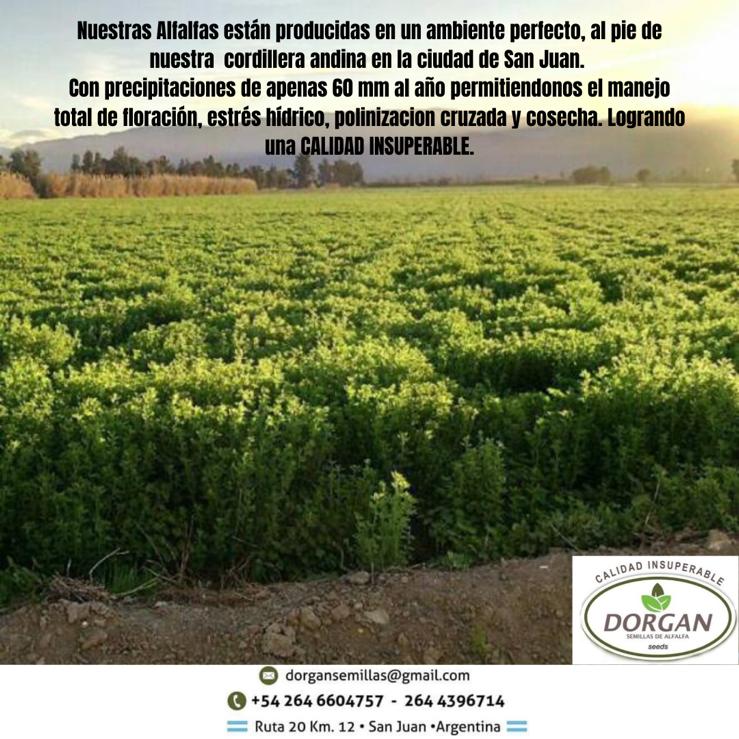 Nuestras Alfalfas están producidas en un ambiente perfecto, al pie de
nuestra cordillera andina en la ciudad de San Juan.
Con precipitaciones de apenas 60 mm al año permitiendonos el manejo
total de floración, estrés hídrico, polinizacion cruzada y cosecha. Logrando
una CALIDAD INSUPERABLE.
CALIDAD INSUPERABLE
DORGAN
SEMILLAS DE ALFALFA
seeds
dorgansemillas@gmail.com
+54 264 6604757 - 264 4396714
Ruta 20 Km. 12 • San Juan •Argentina